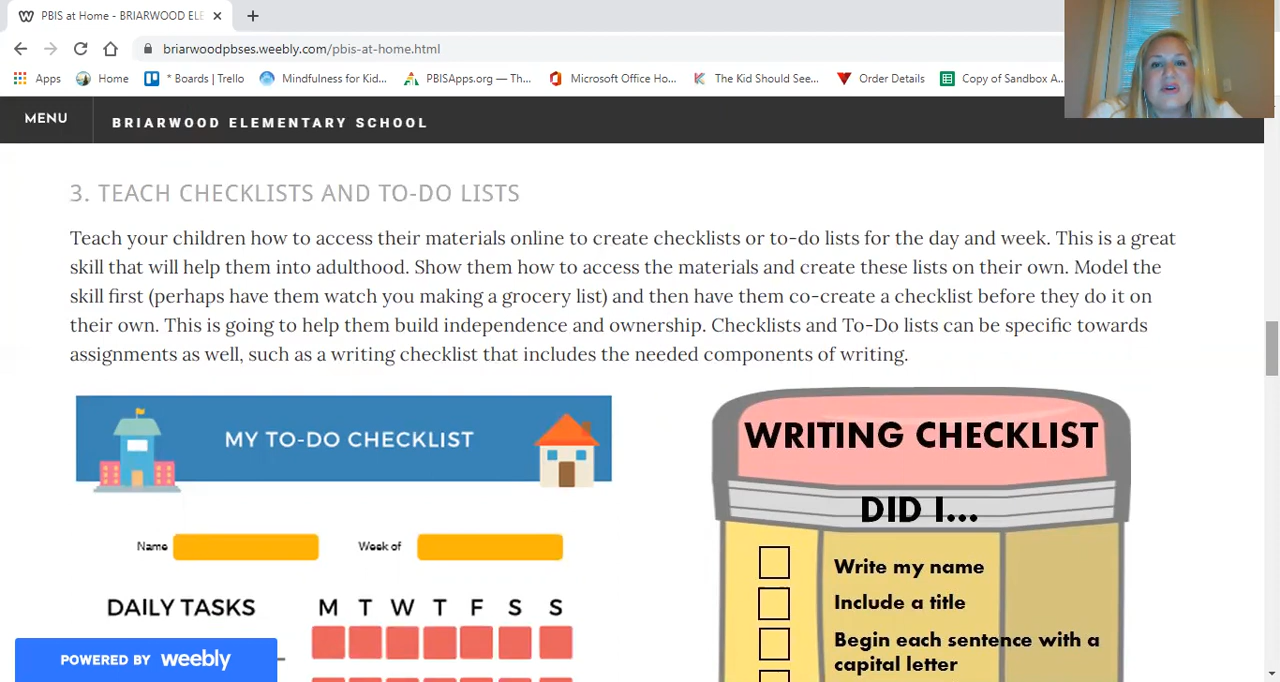 PBIS at Home - BRIARWOOD ELE
briarwoodpbses.weebly.com/pbis-at-home.html
Apps
Home
* Boards | Trello
Mindfulness for Kid...
PBISApps.org — Th...
Microsoft Office Ho...
The Kid Should See...
Order Details
Copy of Sandbox A...
MENU
BRIARWOOD ELEMENTARY SCHOOL
3. TEACH CHECKLISTS AND TO-DO LISTS
Teach your children how to access their materials online to create checklists or to-do lists for the day and week. This is a great
skill that will help them into adulthood. Show them how to access the materials and create these lists on their own. Model the
skill first (perhaps have them watch you making a grocery list) and then have them co-create a checklist before they do it on
their own. This is going to help them build independence and ownership. Checklists and To-Do lists can be specific towards
assignments as well, such as a writing checklist that includes the needed components of writing.
MY TO-DO CHECKLIST
Name
Week of
DAILY TASKS
M T W T F S S
WRITING CHECKLIST
DID I...
Write my name
Include a title
Begin each sentence with a
capital letter
POWERED BY weebly